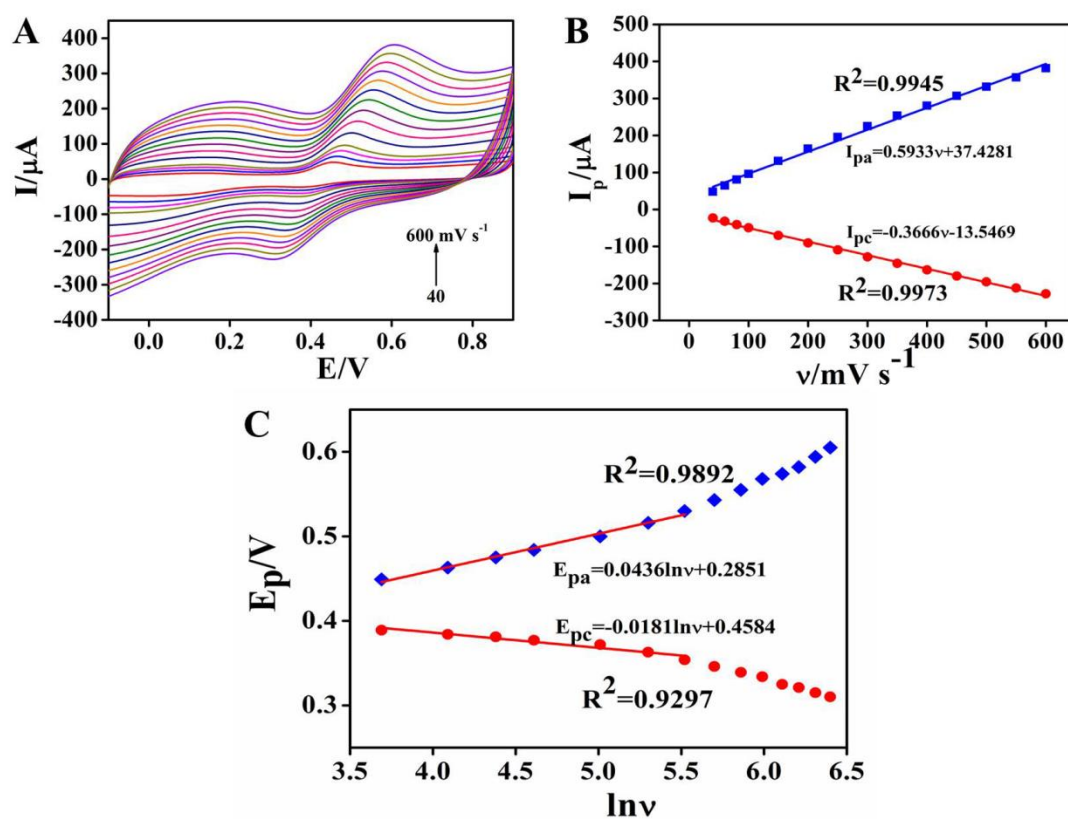 A
400
300
200
100
0
-100
-200
-300
-400
I/µA
0.0 0.2 0.4 0.6 0.8
E/V
600 mV s⁻¹
40
B
500
400
300
200
100
0
-100
-200
-300
Iₚ/µA
R²=0.9945
Iₚₐ=0.5933ν+37.4281
Ipc=-0.3666ν-13.5469
R²=0.9973
0 100 200 300 400 500 600
ν/mV s⁻¹
C
0.6
0.5
0.4
0.3
Ep/V
R²=0.9892
Epa=0.0436lnν+0.2851
Epc=-0.0181lnν+0.4584
R²=0.9297
3.5 4.0 4.5 5.0 5.5 6.0 6.5
lnν